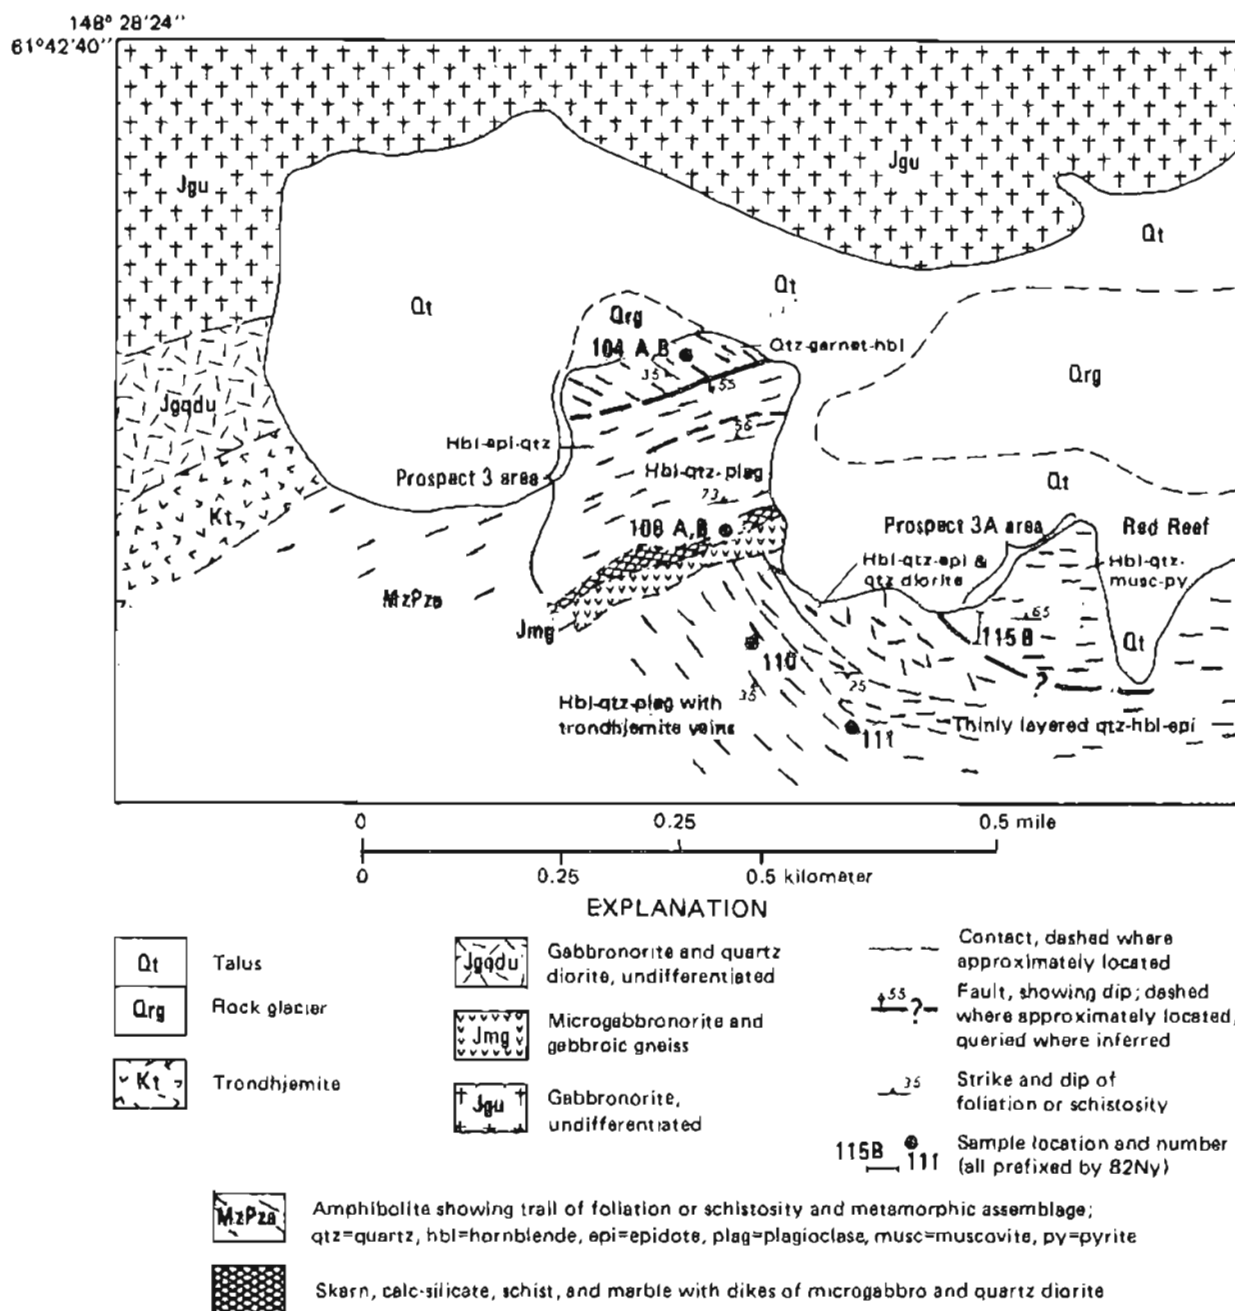 148° 28'24''
61°42'40''
Jgu
Jgu
Qt
Qt
Qt
Qrg
104 A,B
Qtz-garnet-hbl
35
55
Qrg
Jgqdu
Hbl-epi-qtz
56
Prospect 3 area
Hbl-qtz-plag
73
Qt
Kt
108 A,B
Prospect 3A area
Red Reef
Hbl-qtz-epi &
qtz diorite
Hbl-qtz-
musc-py
MzPza
Jmg
65
115B
Qt
110
?
35
25
Hbl-qtz-plag with
trondhjemite veins
111
Thinly layered qtz-hbl-epi
0 0.25 0.5 mile
0 0.25 0.5 kilometer
EXPLANATION
Qt Talus
Qrg Rock glacier
Kt Trondhjemite
Jgqdu Gabbronorite and quartz
diorite, undifferentiated
Jmg Microgabbronorite and
gabbroic gneiss
Jgu Gabbronorite,
undifferentiated
Contact, dashed where
approximately located
55 ? Fault, showing dip; dashed
where approximately located,
queried where inferred
35 Strike and dip of
foliation or schistosity
115B 111 Sample location and number
(all prefixed by 82Ny)
MzPza Amphibolite showing trail of foliation or schistosity and metamorphic assemblage;
qtz=quartz, hbl=hornblende, epi=epidote, plag=plagioclase, musc=muscovite, py=pyrite
Skarn, calc-silicate, schist, and marble with dikes of microgabbro and quartz diorite